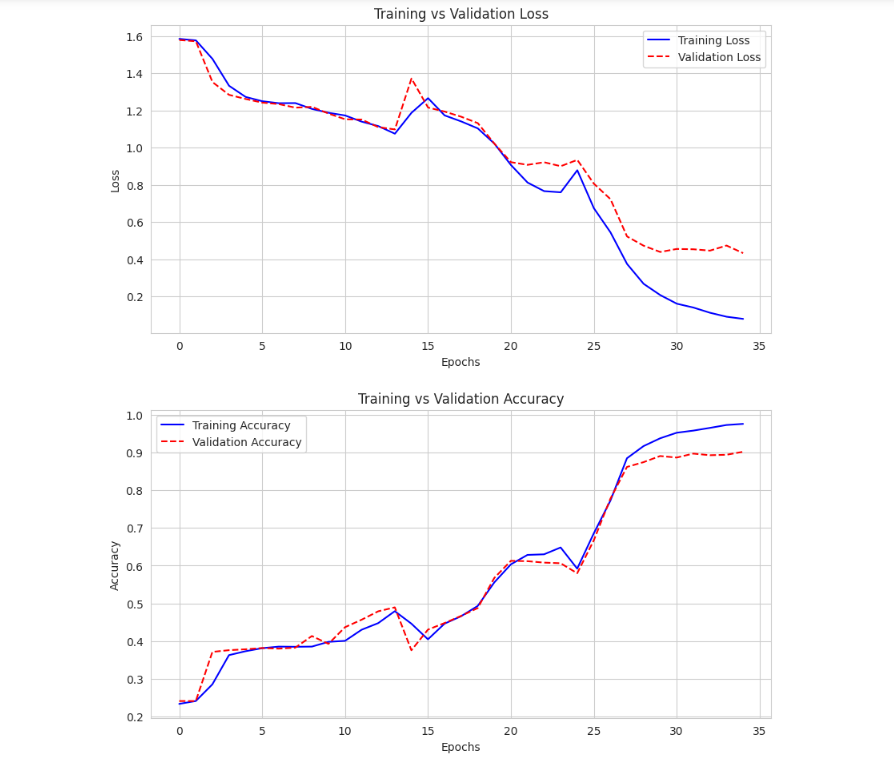 Training vs Validation Loss
Training Loss
Validation Loss
1.6
1.4
1.2
1.0
0.8
0.6
0.4
0.2
Loss
0 5 10 15 20 25 30 35
Epochs
Training vs Validation Accuracy
Training Accuracy
Validation Accuracy
1.0
0.9
0.8
0.7
0.6
0.5
0.4
0.3
0.2
Accuracy
0 5 10 15 20 25 30 35
Epochs